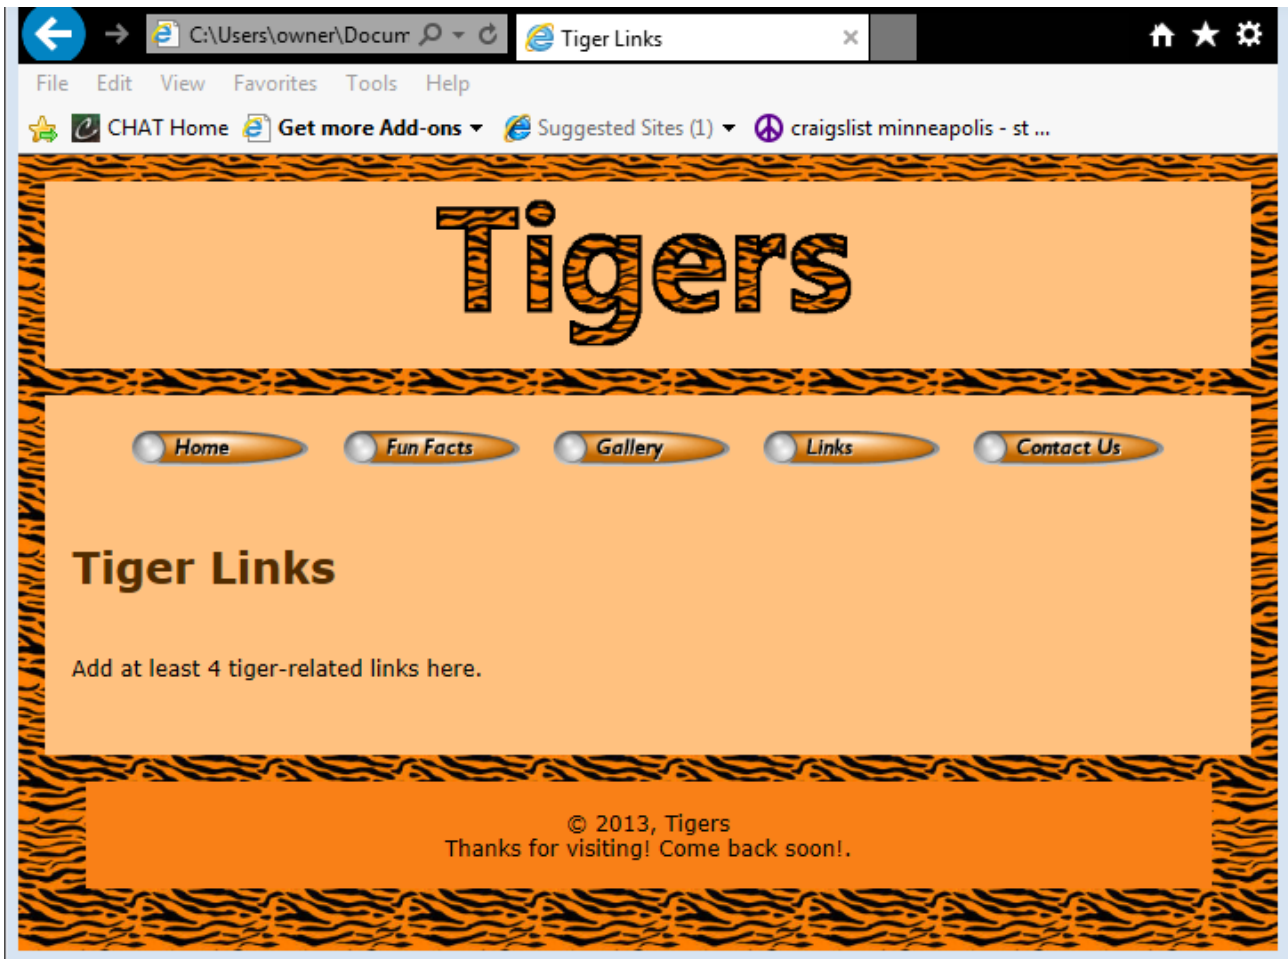 C:\Users\owner\Docum
Tiger Links
File Edit View Favorites Tools Help
CHAT Home Get more Add-ons Suggested Sites (1) craigslist minneapolis - st ...
Tigers
Home Fun Facts Gallery Links Contact Us
Tiger Links
Add at least 4 tiger-related links here.
© 2013, Tigers
Thanks for visiting! Come back soon!.